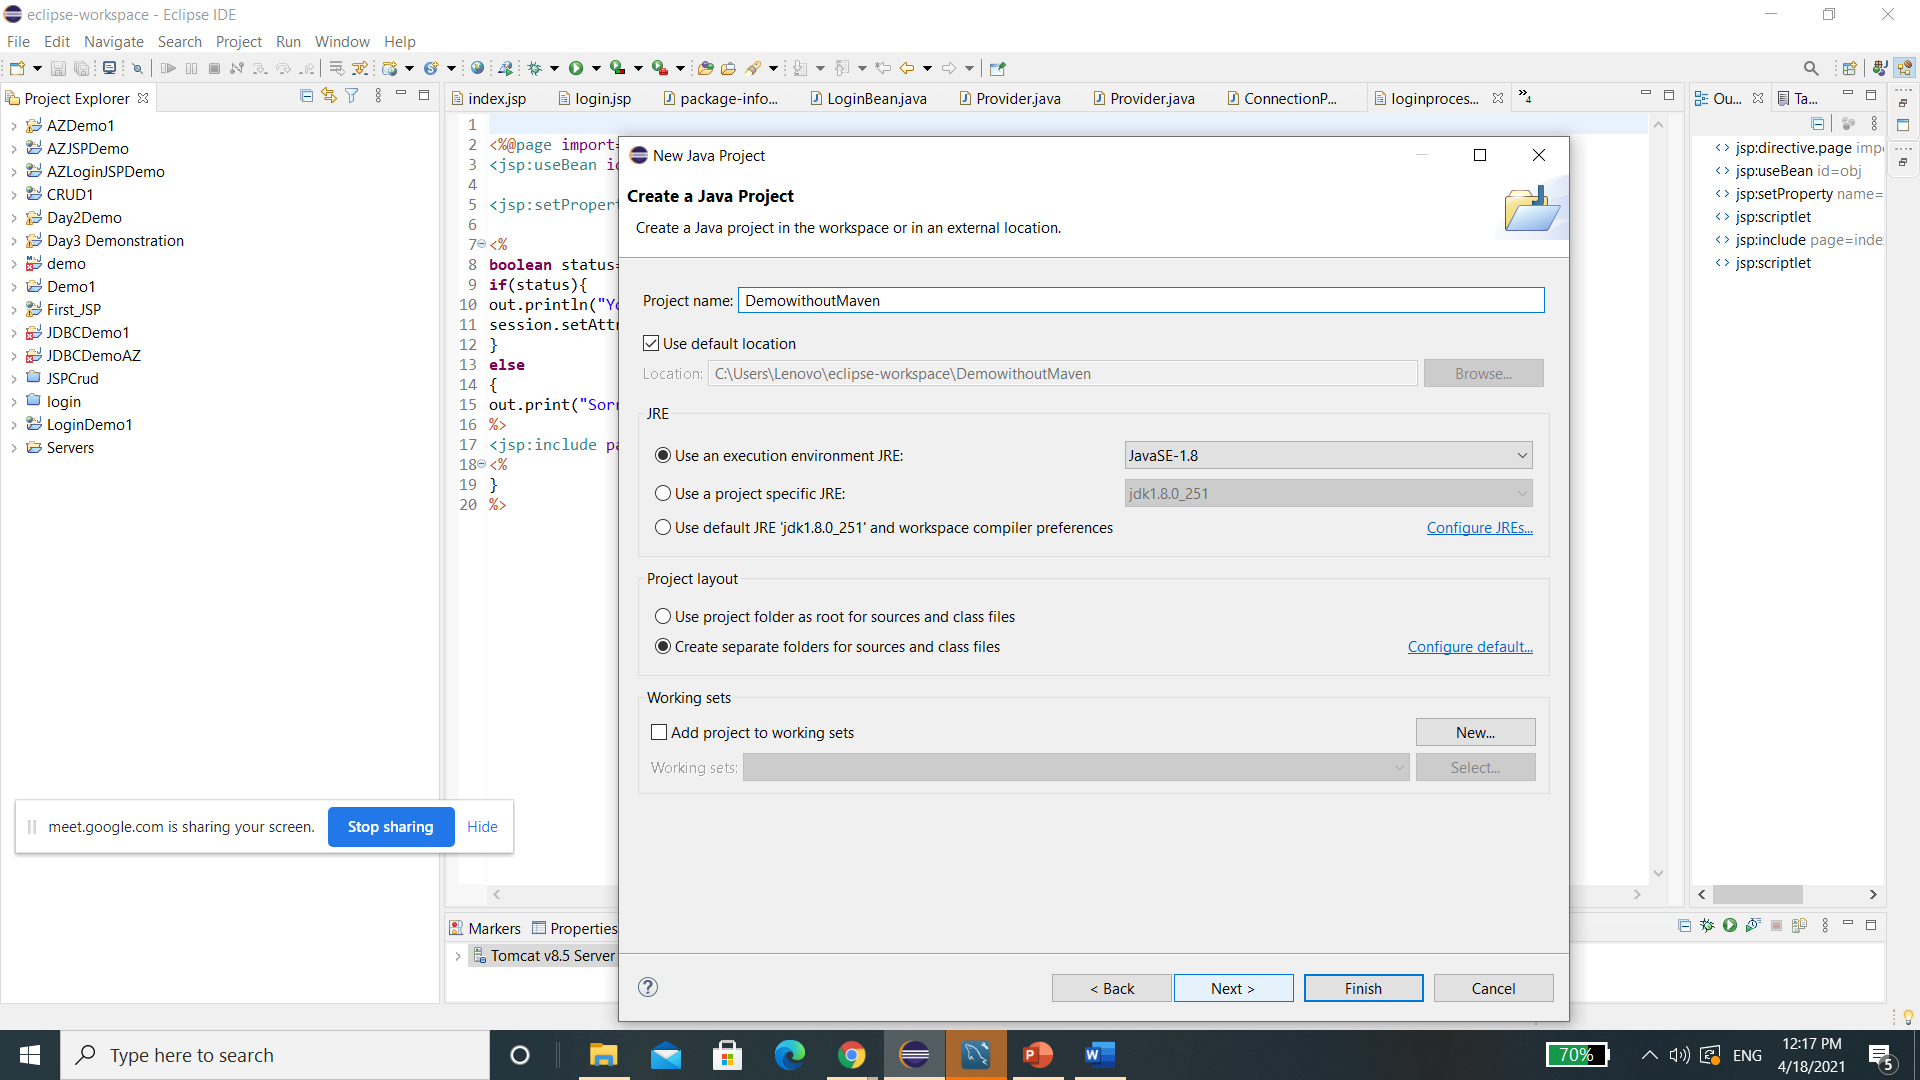 eclipse-workspace - Eclipse IDE
File Edit Navigate Search Project Run Window Help
Project Explorer
AZDemo1
AZJSPDemo
AZLoginJSPDemo
CRUD1
Day2Demo
Day3 Demonstration
demo
Demo1
First_JSP
JDBCDemo1
JDBCDemoAZ
JSPCrud
login
LoginDemo1
Servers
index.jsp login.jsp package-info... LoginBean.java Provider.java Provider.java ConnectionP... loginproces... »4
1
2 <%@page import=
3 <jsp:useBean id
4
5 <jsp:setPropert
6
7 <%
8 boolean status=
9 if(status){
10 out.println("Yo
11 session.setAttr
12 }
13 else
14 {
15 out.print("Sorr
16 %>
17 <jsp:include pa
18 <%
19 }
20 %>
New Java Project
Create a Java Project
Create a Java project in the workspace or in an external location.
Project name: DemowithoutMaven
Use default location
Location: C:\Users\Lenovo\eclipse-workspace\DemowithoutMaven Browse...
JRE
Use an execution environment JRE: JavaSE-1.8
Use a project specific JRE: jdk1.8.0_251
Use default JRE 'jdk1.8.0_251' and workspace compiler preferences Configure JREs...
Project layout
Use project folder as root for sources and class files
Create separate folders for sources and class files Configure default...
Working sets
Add project to working sets New...
Working sets: Select...
< Back Next > Finish Cancel
Ou... Ta...
jsp:directive.page imp
jsp:useBean id=obj
jsp:setProperty name=
jsp:scriptlet
jsp:include page=inde
jsp:scriptlet
meet.google.com is sharing your screen. Stop sharing Hide
Markers Properties
Tomcat v8.5 Server
Type here to search
70% ENG 12:17 PM
4/18/2021
5